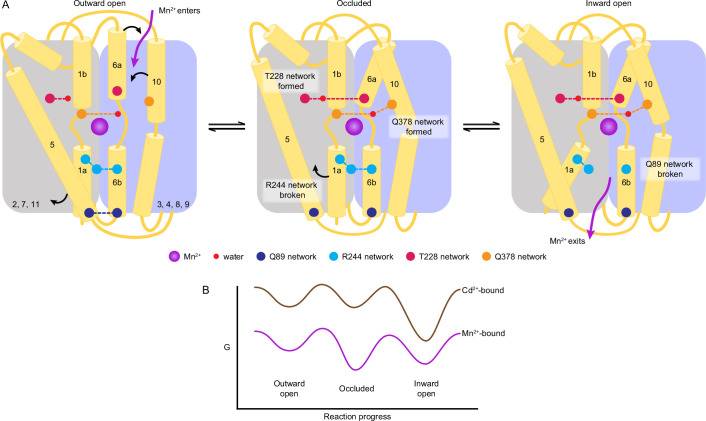 A
Outward open
Mn²⁺ enters
1b
6a
10
5
1a
6b
2, 7, 11
3, 4, 8, 9
Occluded
T228 network
formed
1b
6a
10
Q378 network
formed
5
1a
6b
R244 network
broken
Inward open
1b
6a
10
5
1a
6b
Q89 network
broken
Mn²⁺ exits
Mn²⁺
water
Q89 network
R244 network
T228 network
Q378 network
B
G
Cd²⁺-bound
Mn²⁺-bound
Outward
open
Occluded
Inward
open
Reaction progress